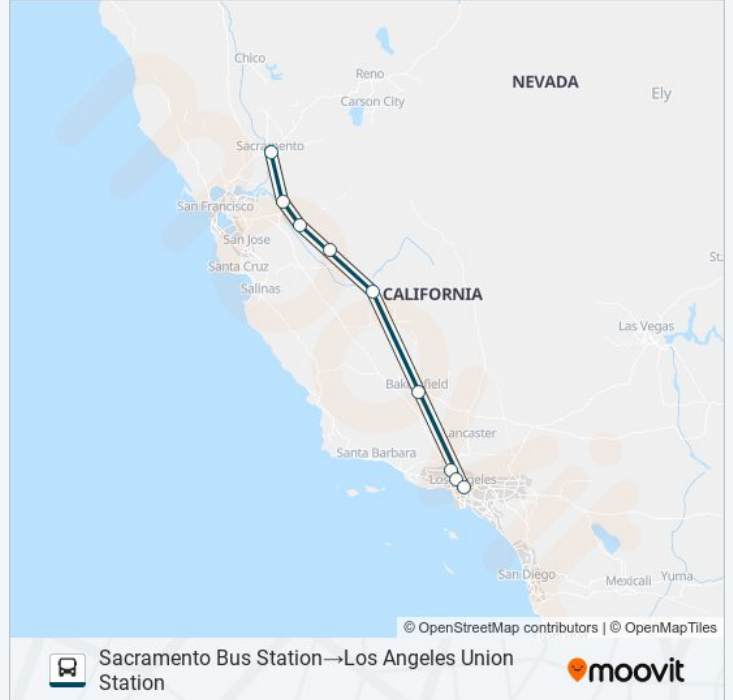 Chico
Reno
NEVADA
Carson City
Ely
Sacramento
San Francisco
San Jose
St.
Santa Cruz
Salinas
CALIFORNIA
Las Vegas
Bakersfield
Lancaster
Santa Barbara
Los Angeles
San Diego
Mexicali
Yuma
© OpenStreetMap contributors | © OpenMapTiles
Sacramento Bus Station→Los Angeles Union
Station
moovit